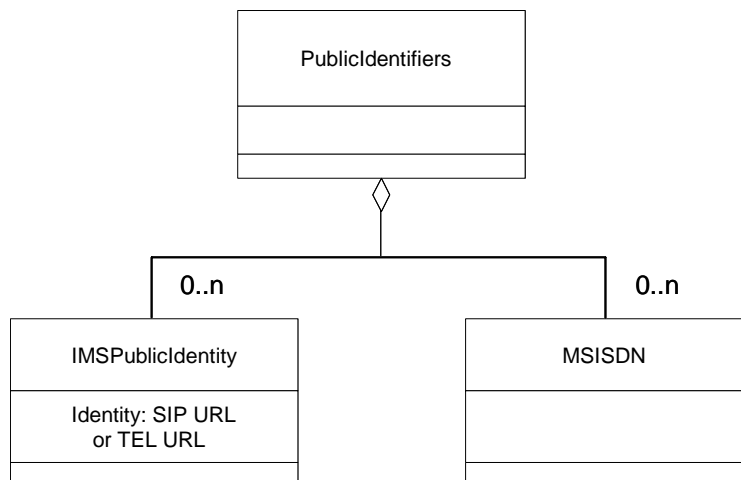 PublicIdentifiers
0..n
0..n
IMSPublicIdentity
MSISDN
Identity: SIP URL
or TEL URL